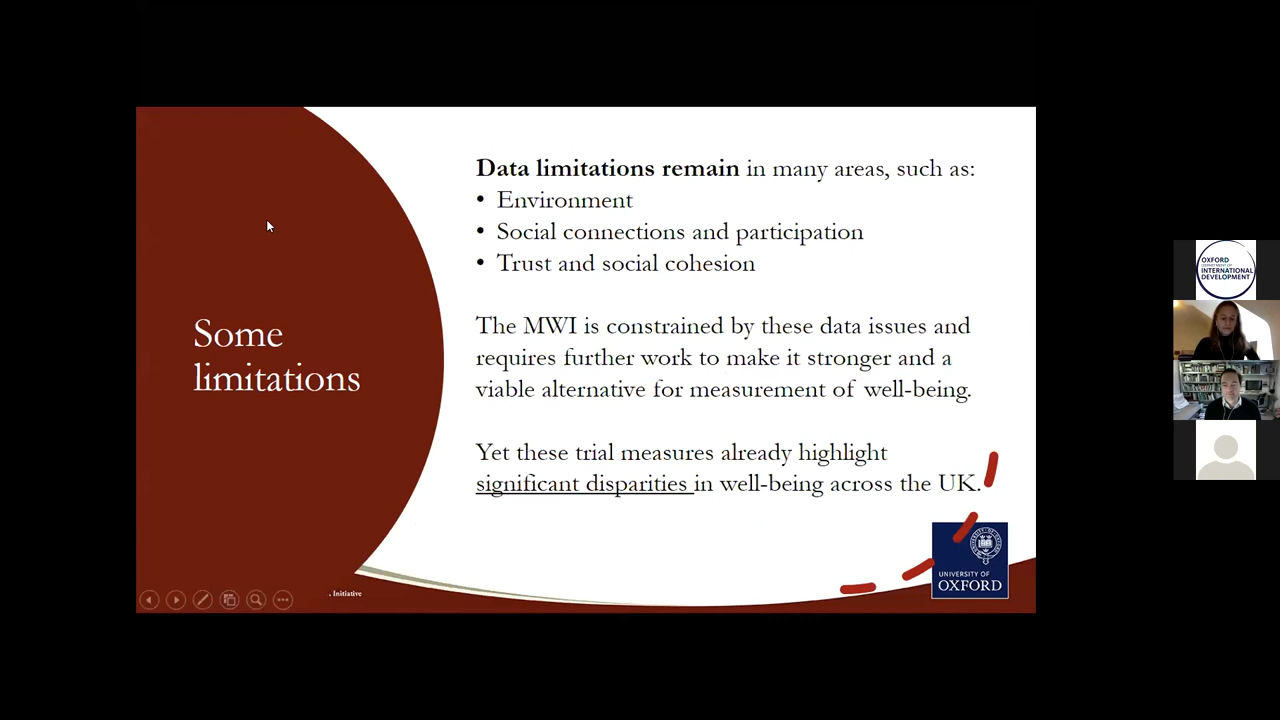 Data limitations remain in many areas, such as:
• Environment
• Social connections and participation
• Trust and social cohesion
Some
limitations
The MWI is constrained by these data issues and
requires further work to make it stronger and a
viable alternative for measurement of well-being.
Yet these trial measures already highlight
significant disparities in well-being across the UK.
. Initiative
UNIVERSITY OF
OXFORD
OXFORD
DEPARTMENT OF
INTERNATIONAL
DEVELOPMENT